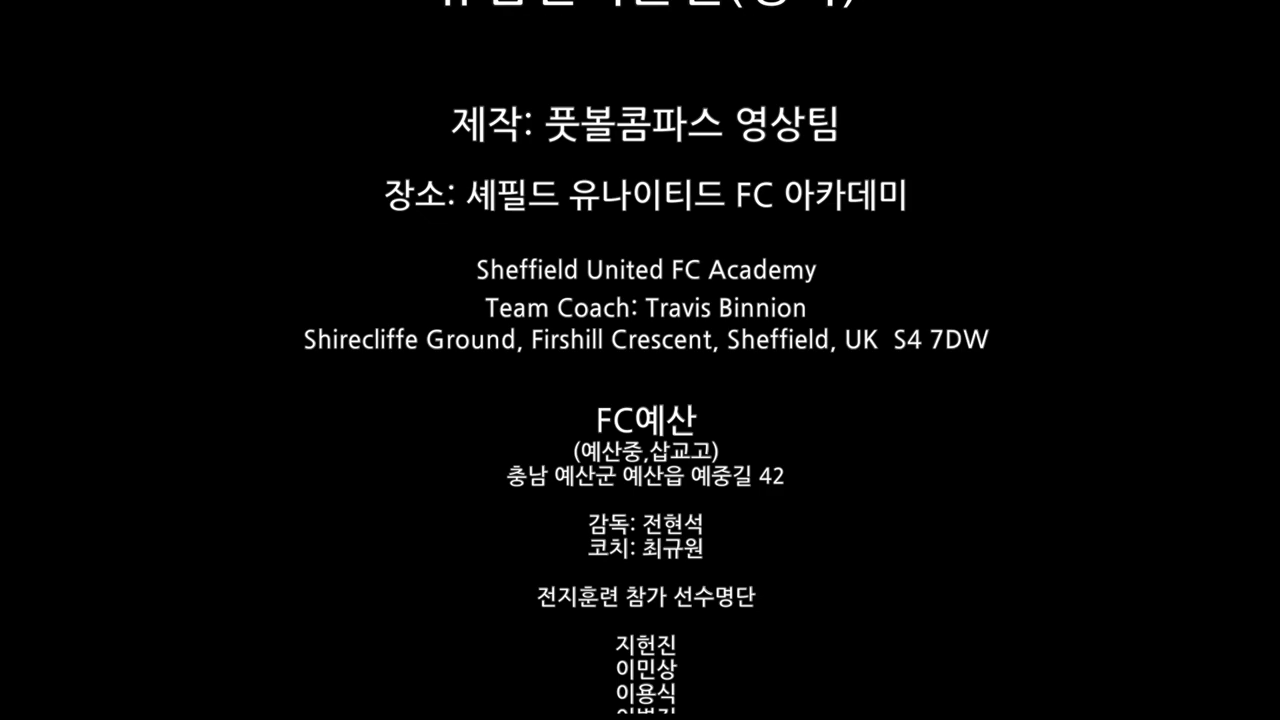 제작: 풋볼콤파스 영상팀
장소: 셰필드 유나이티드 FC 아카데미
Sheffield United FC Academy
Team Coach: Travis Binnion
Shirecliffe Ground, Firshill Crescent, Sheffield, UK  S4 7DW
FC예산
(예산중,삽교고)
충남 예산군 예산읍 예중길 42
감독: 전현석
코치: 최규원
전지훈련 참가 선수명단
지헌진
이민상
이용식